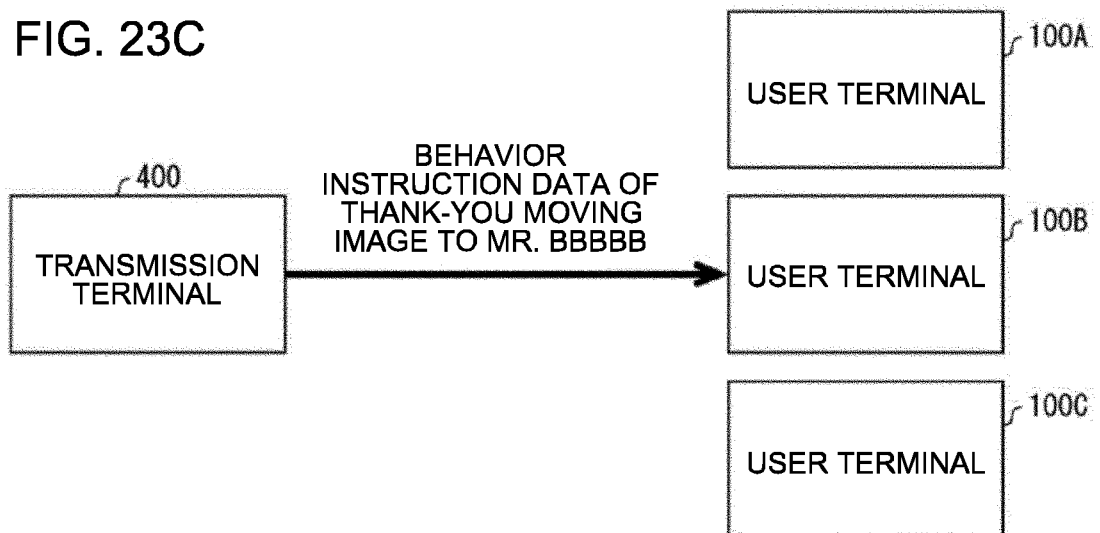 FIG. 23C
400
TRANSMISSION
TERMINAL
BEHAVIOR
INSTRUCTION DATA OF
THANK-YOU MOVING
IMAGE TO MR. BBBBB
100A
USER TERMINAL
100B
USER TERMINAL
100C
USER TERMINAL